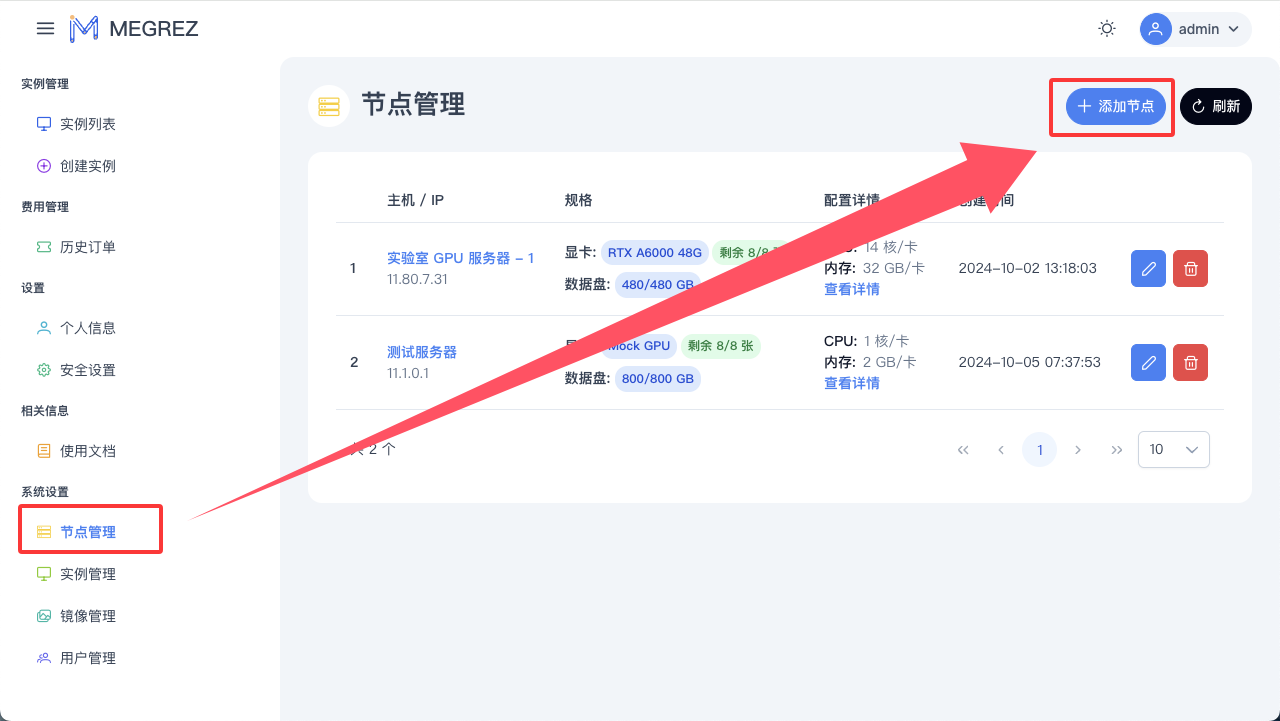 MEGREZ
admin
实例管理
实例列表
创建实例
费用管理
历史订单
设置
个人信息
安全设置
相关信息
使用文档
系统设置
节点管理
实例管理
镜像管理
用户管理
节点管理
添加节点
刷新
主机 / IP 规格 配置详情
1 实验室 GPU 服务器 - 1 11.80.7.31
显卡: RTX A6000 48G 剩余 8/8
数据盘: 480/480 GB
14 核/卡
内存: 32 GB/卡
查看详情
2024-10-02 13:18:03
2 测试服务器 11.1.0.1
Mock GPU 剩余 8/8 张
数据盘: 800/800 GB
CPU: 1 核/卡
内存: 2 GB/卡
查看详情
2024-10-05 07:37:53
2 个
1
10